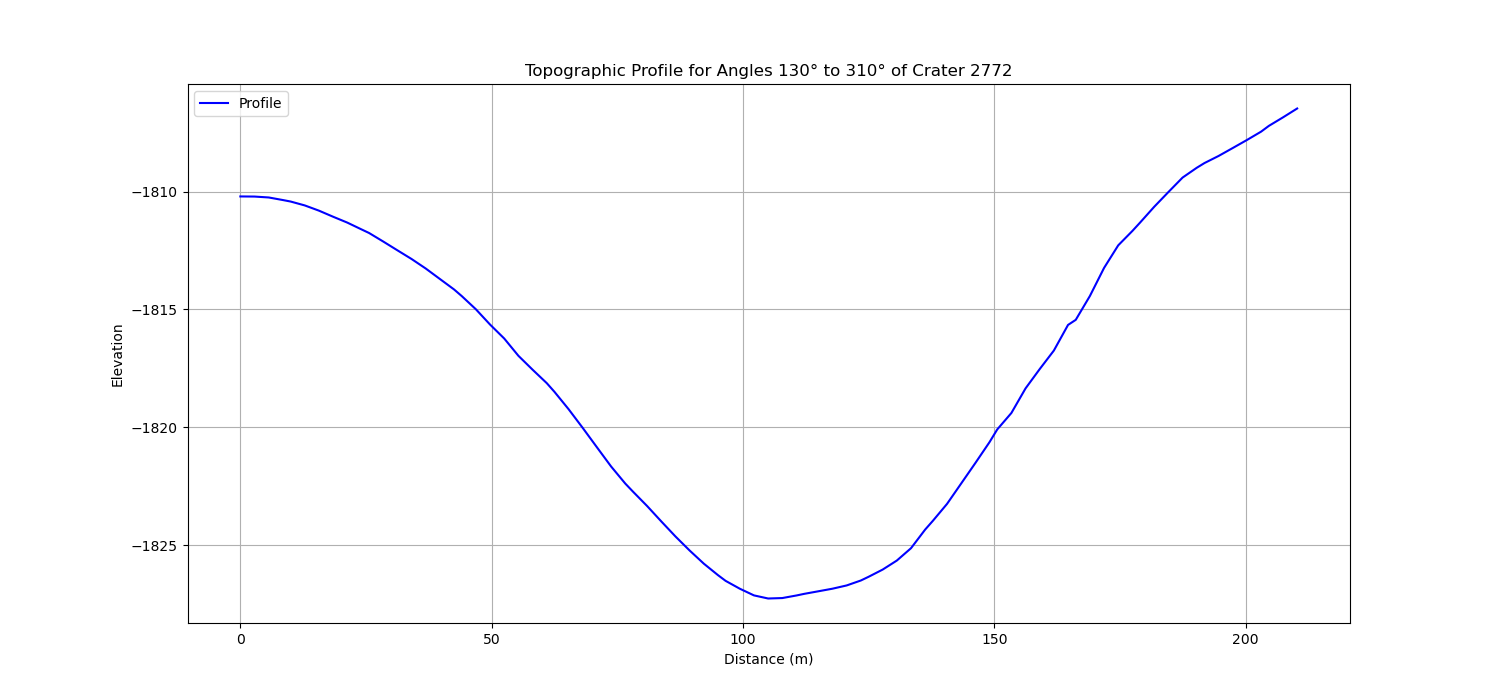 Topographic Profile for Angles 130° to 310° of Crater 2772
Profile
Elevation
−1810
−1815
−1820
−1825
0 50 100 150 200
Distance (m)